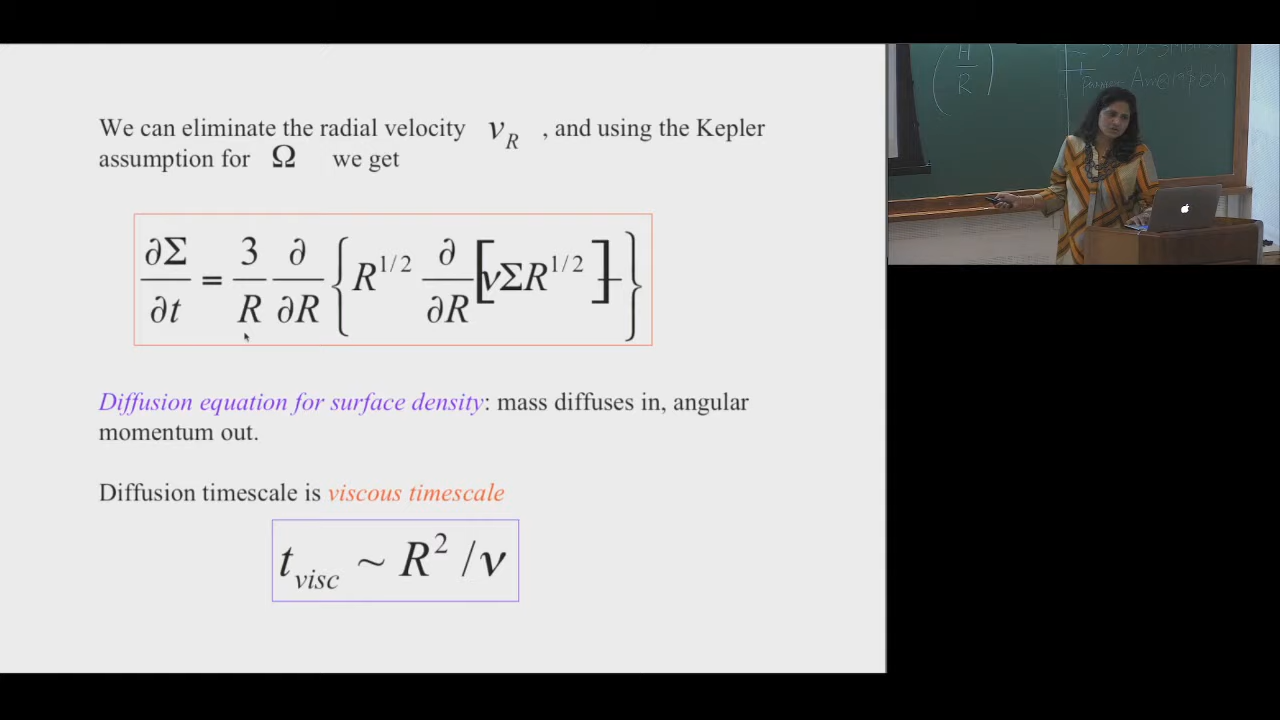 We can eliminate the radial velocity v_R , and using the Kepler
assumption for Ω we get
∂Σ/∂t = 3/R ∂/∂R { R^{1/2} ∂/∂R [νΣR^{1/2}] }
Diffusion equation for surface density: mass diffuses in, angular
momentum out.
Diffusion timescale is viscous timescale
t_visc ~ R² /ν
(H/R)